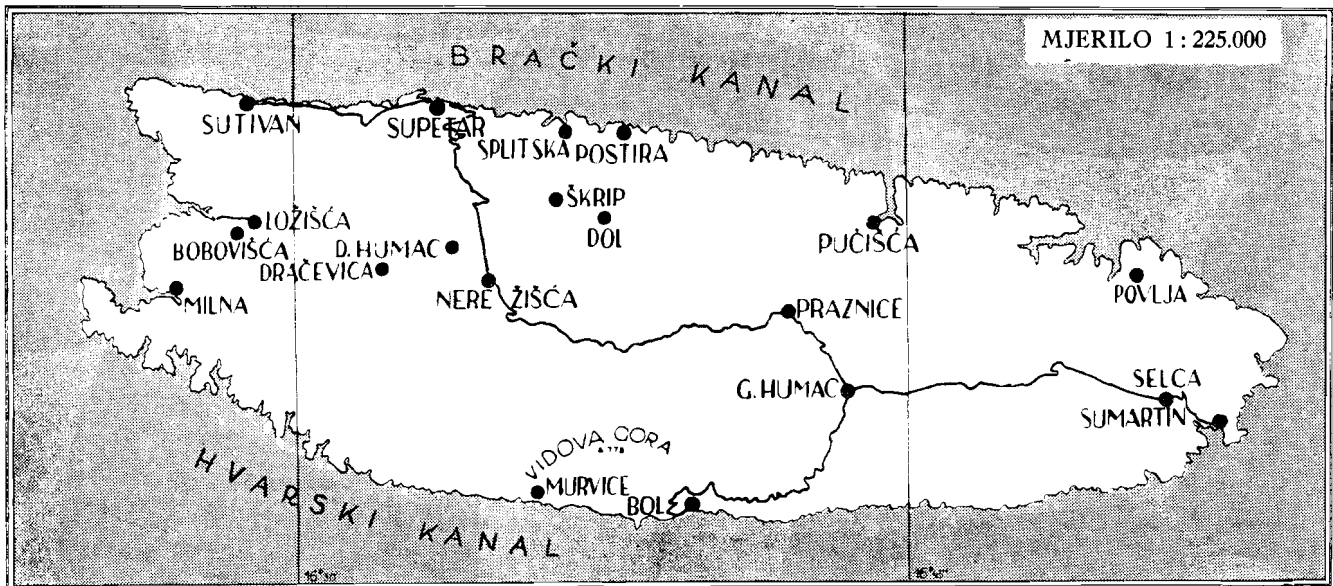 MJERILO 1 : 225.000
BRAČKI KANAL
SUTIVAN
SUPETAR
SPLITSKA
POSTIRA
ŠKRIP
DOL
LOŽIŠĆA
BOBOVIŠĆA
D. HUMAC
DRAČEVICA
MILNA
NEREŽIŠĆA
PUČIŠĆA
POVLJA
PRAZNICE
G. HUMAC
SELCA
SUMARTIN
VIDOVA GORA
778
MURVICE
BOL
HVARSKI KANAL